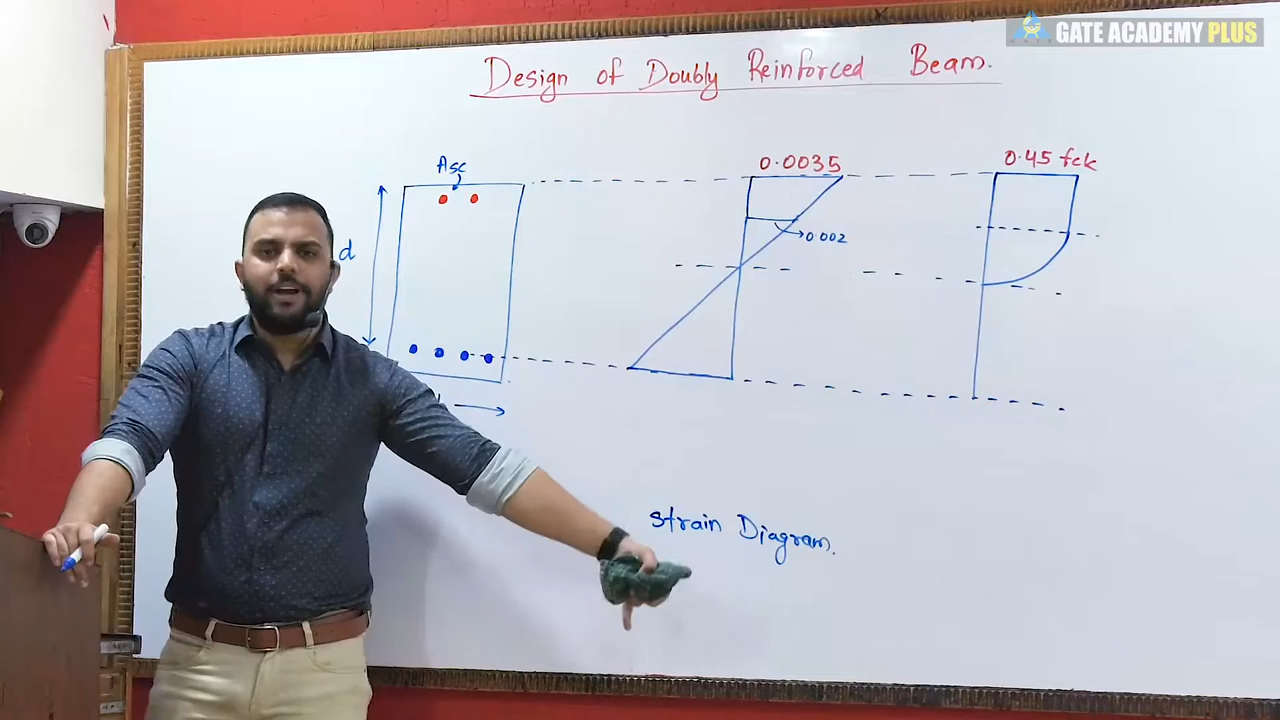 GATE ACADEMY PLUS
Design of Doubly Reinforced Beam.
Asc
0.0035
0.45 fck
0.002
d
Strain Diagram.